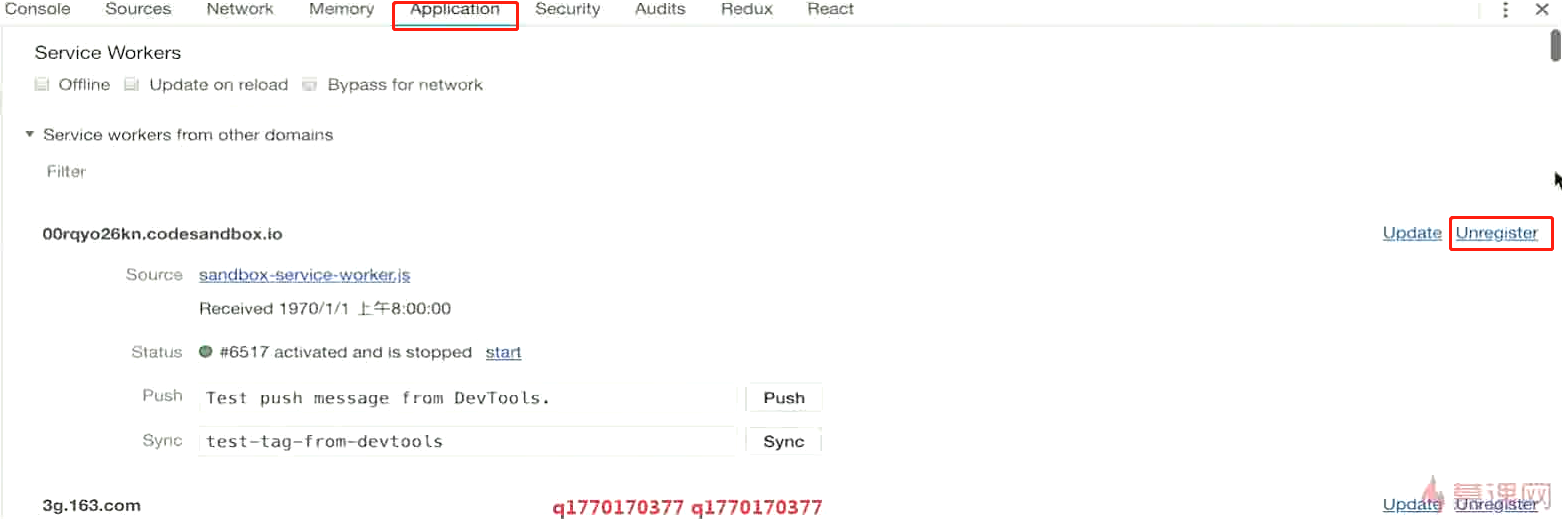 Console Sources Network Memory Application Security Audits Redux React
Service Workers
Offline Update on reload Bypass for network
Service workers from other domains
Filter
00rqyo26kn.codesandbox.io Update Unregister
Source sandbox-service-worker.js
Received 1970/1/1 上午8:00:00
Status #6517 activated and is stopped start
Push Test push message from DevTools. Push
Sync test-tag-from-devtools Sync
3g.163.com q1770170377 q1770170377 Update Unregister 慕课网